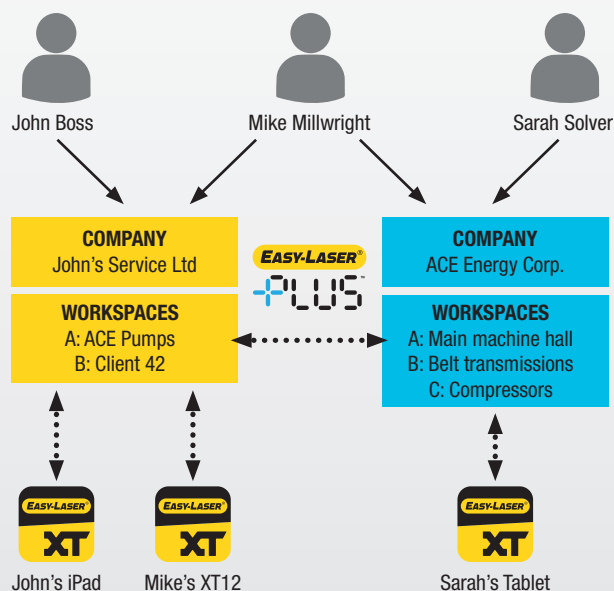 John Boss
Mike Millwright
Sarah Solver
COMPANY
John's Service Ltd
EASY-LASER®
+PLUS™
COMPANY
ACE Energy Corp.
WORKSPACES
A: ACE Pumps
B: Client 42
WORKSPACES
A: Main machine hall
B: Belt transmissions
C: Compressors
EASY-LASER®
XT
EASY-LASER®
XT
EASY-LASER®
XT
John's iPad
Mike's XT12
Sarah's Tablet